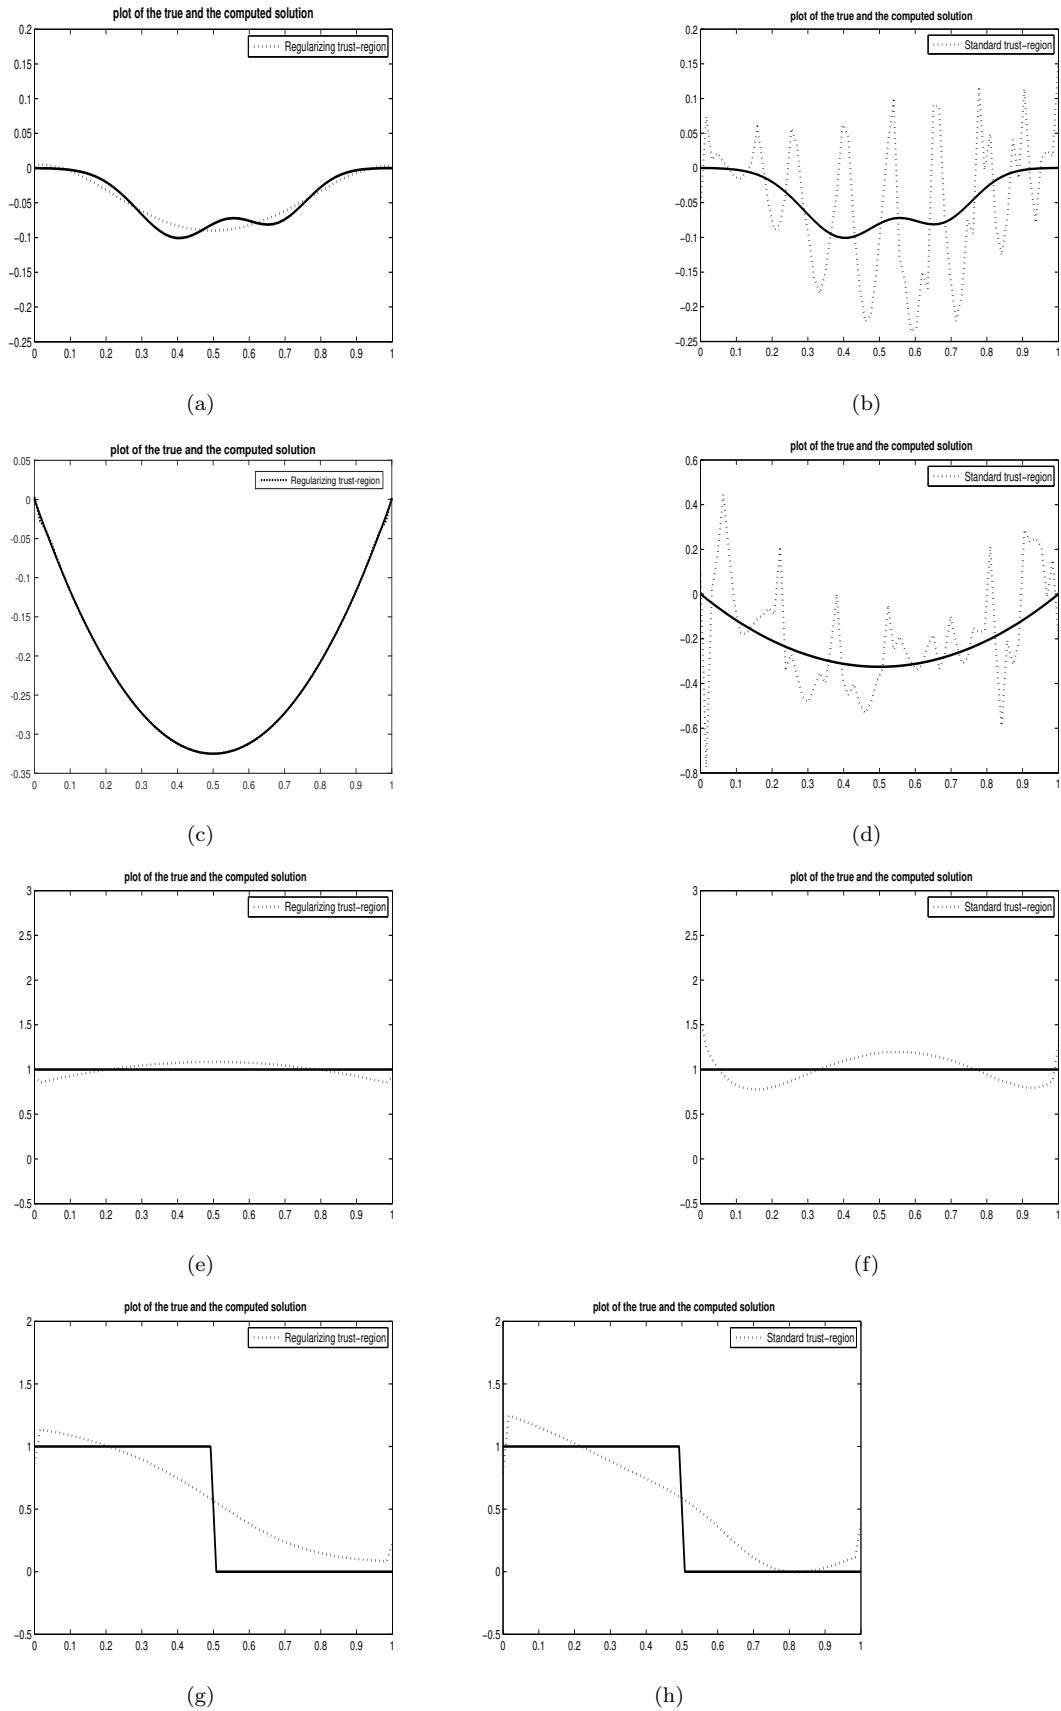 plot of the true and the computed solution
Regularizing trust-region
0.2
0.15
0.1
0.05
0
−0.05
−0.1
−0.15
−0.2
−0.25
0 0.1 0.2 0.3 0.4 0.5 0.6 0.7 0.8 0.9 1
(a)
plot of the true and the computed solution
Standard trust-region
0.2
0.15
0.1
0.05
0
−0.05
−0.1
−0.15
−0.2
−0.25
0 0.1 0.2 0.3 0.4 0.5 0.6 0.7 0.8 0.9 1
(b)
plot of the true and the computed solution
Regularizing trust-region
0.05
0
-0.05
-0.1
-0.15
-0.2
-0.25
-0.3
-0.35
0 0.1 0.2 0.3 0.4 0.5 0.6 0.7 0.8 0.9 1
(c)
plot of the true and the computed solution
Standard trust-region
0.6
0.4
0.2
0
−0.2
−0.4
−0.6
−0.8
0 0.1 0.2 0.3 0.4 0.5 0.6 0.7 0.8 0.9 1
(d)
plot of the true and the computed solution
Regularizing trust-region
3
2.5
2
1.5
1
0.5
0
−0.5
0 0.1 0.2 0.3 0.4 0.5 0.6 0.7 0.8 0.9 1
(e)
plot of the true and the computed solution
Standard trust-region
3
2.5
2
1.5
1
0.5
0
−0.5
0 0.1 0.2 0.3 0.4 0.5 0.6 0.7 0.8 0.9 1
(f)
plot of the true and the computed solution
Regularizing trust-region
2
1.5
1
0.5
0
−0.5
0 0.1 0.2 0.3 0.4 0.5 0.6 0.7 0.8 0.9 1
(g)
plot of the true and the computed solution
Standard trust-region
2
1.5
1
0.5
0
−0.5
0 0.1 0.2 0.3 0.4 0.5 0.6 0.7 0.8 0.9 1
(h)